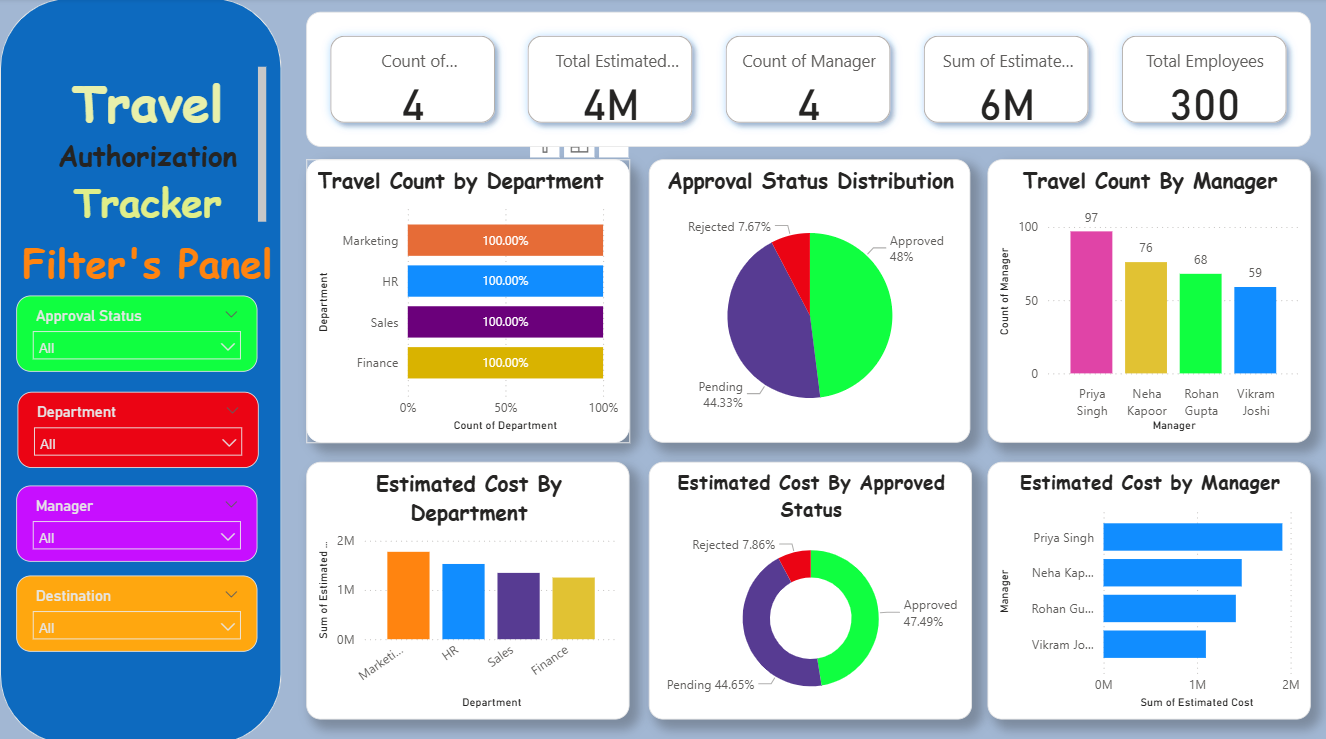 Travel
Authorization
Tracker
Filter's Panel
Approval Status
All
Department
All
Manager
All
Destination
All
Count of...
4
Total Estimated...
4M
Count of Manager
4
Sum of Estimate...
6M
Total Employees
300
Travel Count by Department
Department
Marketing
100.00%
HR
100.00%
Sales
100.00%
Finance
100.00%
0%
50%
100%
Count of Department
Approval Status Distribution
Rejected 7.67%
Approved
48%
Pending
44.33%
Travel Count By Manager
Count of Manager
100
50
0
97
76
68
59
Priya
Singh
Neha
Kapoor
Rohan
Gupta
Vikram
Joshi
Manager
Estimated Cost By
Department
Sum of Estimated ...
2M
1M
0M
Marketi...
HR
Sales
Finance
Department
Estimated Cost By Approved
Status
Rejected 7.86%
Approved
47.49%
Pending 44.65%
Estimated Cost by Manager
Manager
Priya Singh
Neha Kap...
Rohan Gu...
Vikram Jo...
0M
1M
2M
Sum of Estimated Cost